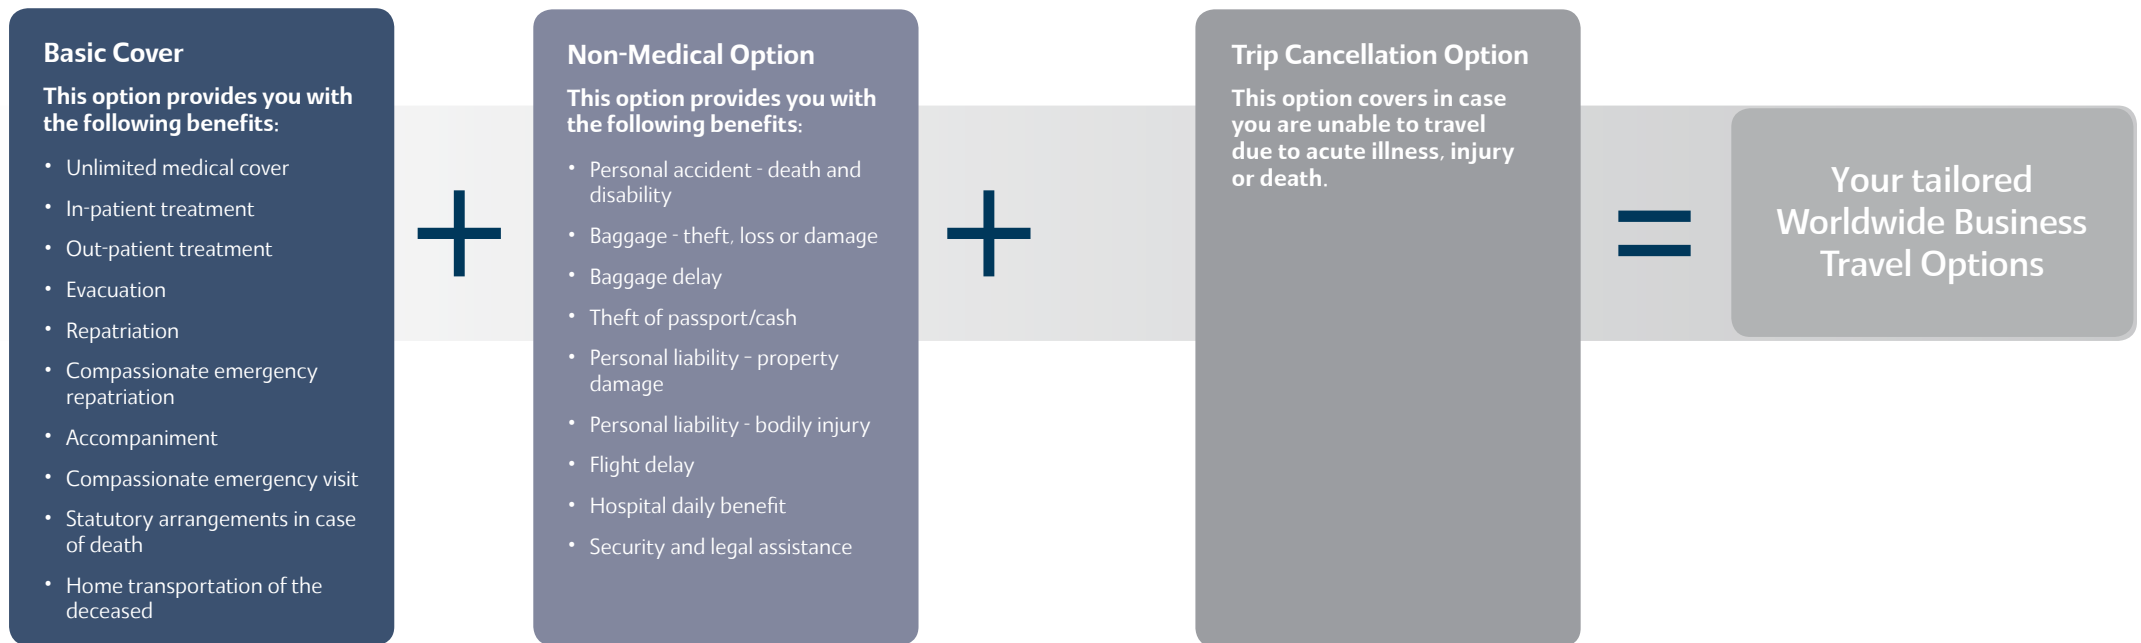 Basic Cover
This option provides you with
the following benefits:
• Unlimited medical cover
• In-patient treatment
• Out-patient treatment
• Evacuation
• Repatriation
• Compassionate emergency
repatriation
• Accompaniment
• Compassionate emergency visit
• Statutory arrangements in case
of death
• Home transportation of the
deceased
+
Non-Medical Option
This option provides you with
the following benefits:
• Personal accident - death and
disability
• Baggage - theft, loss or damage
• Baggage delay
• Theft of passport/cash
• Personal liability – property
damage
• Personal liability - bodily injury
• Flight delay
• Hospital daily benefit
• Security and legal assistance
+
Trip Cancellation Option
This option covers in case
you are unable to travel
due to acute illness, injury
or death.
=
Your tailored
Worldwide Business
Travel Options